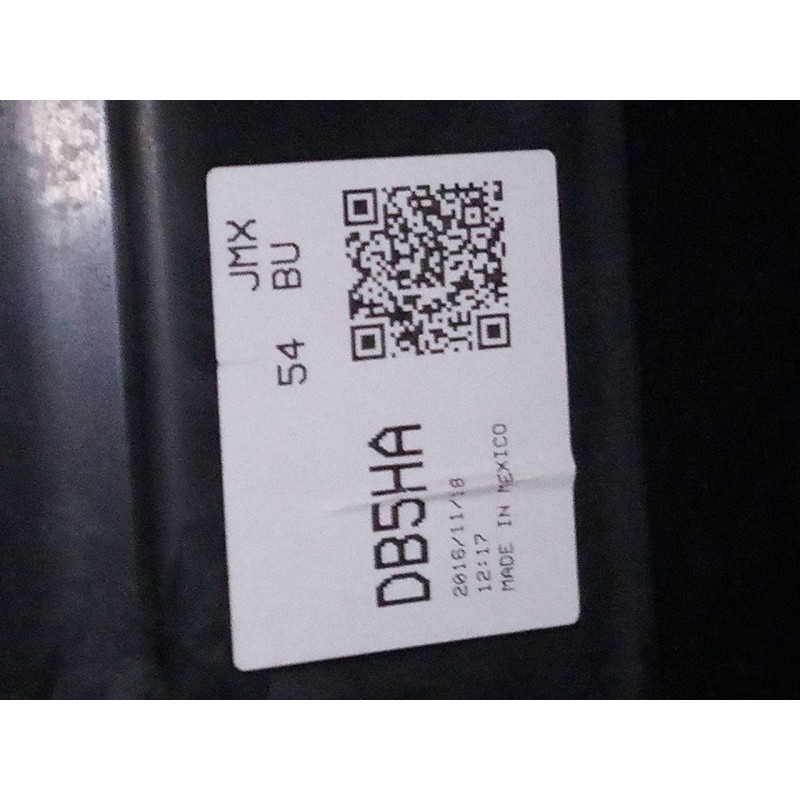 JMX
54 BU
DB5HA
2016/11/18
12:17
MADE IN MEXICO